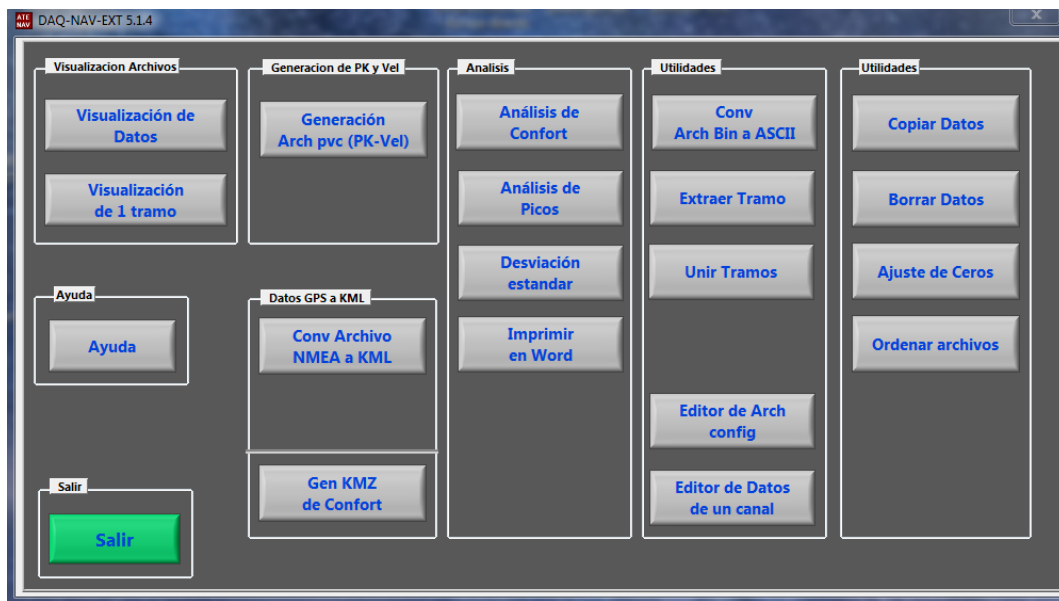 ATE
NAV
DAQ-NAV-EXT 5.1.4
Visualizacion Archivos
Visualización de
Datos
Visualización
de 1 tramo
Ayuda
Ayuda
Salir
Salir
Generacion de PK y Vel
Generación
Arch pvc (PK-Vel)
Datos GPS a KML
Conv Archivo
NMEA a KML
Gen KMZ
de Confort
Analisis
Análisis de
Confort
Análisis de
Picos
Desviación
estandar
Imprimir
en Word
Utilidades
Conv
Arch Bin a ASCII
Extraer Tramo
Unir Tramos
Editor de Arch
config
Editor de Datos
de un canal
Utilidades
Copiar Datos
Borrar Datos
Ajuste de Ceros
Ordenar archivos